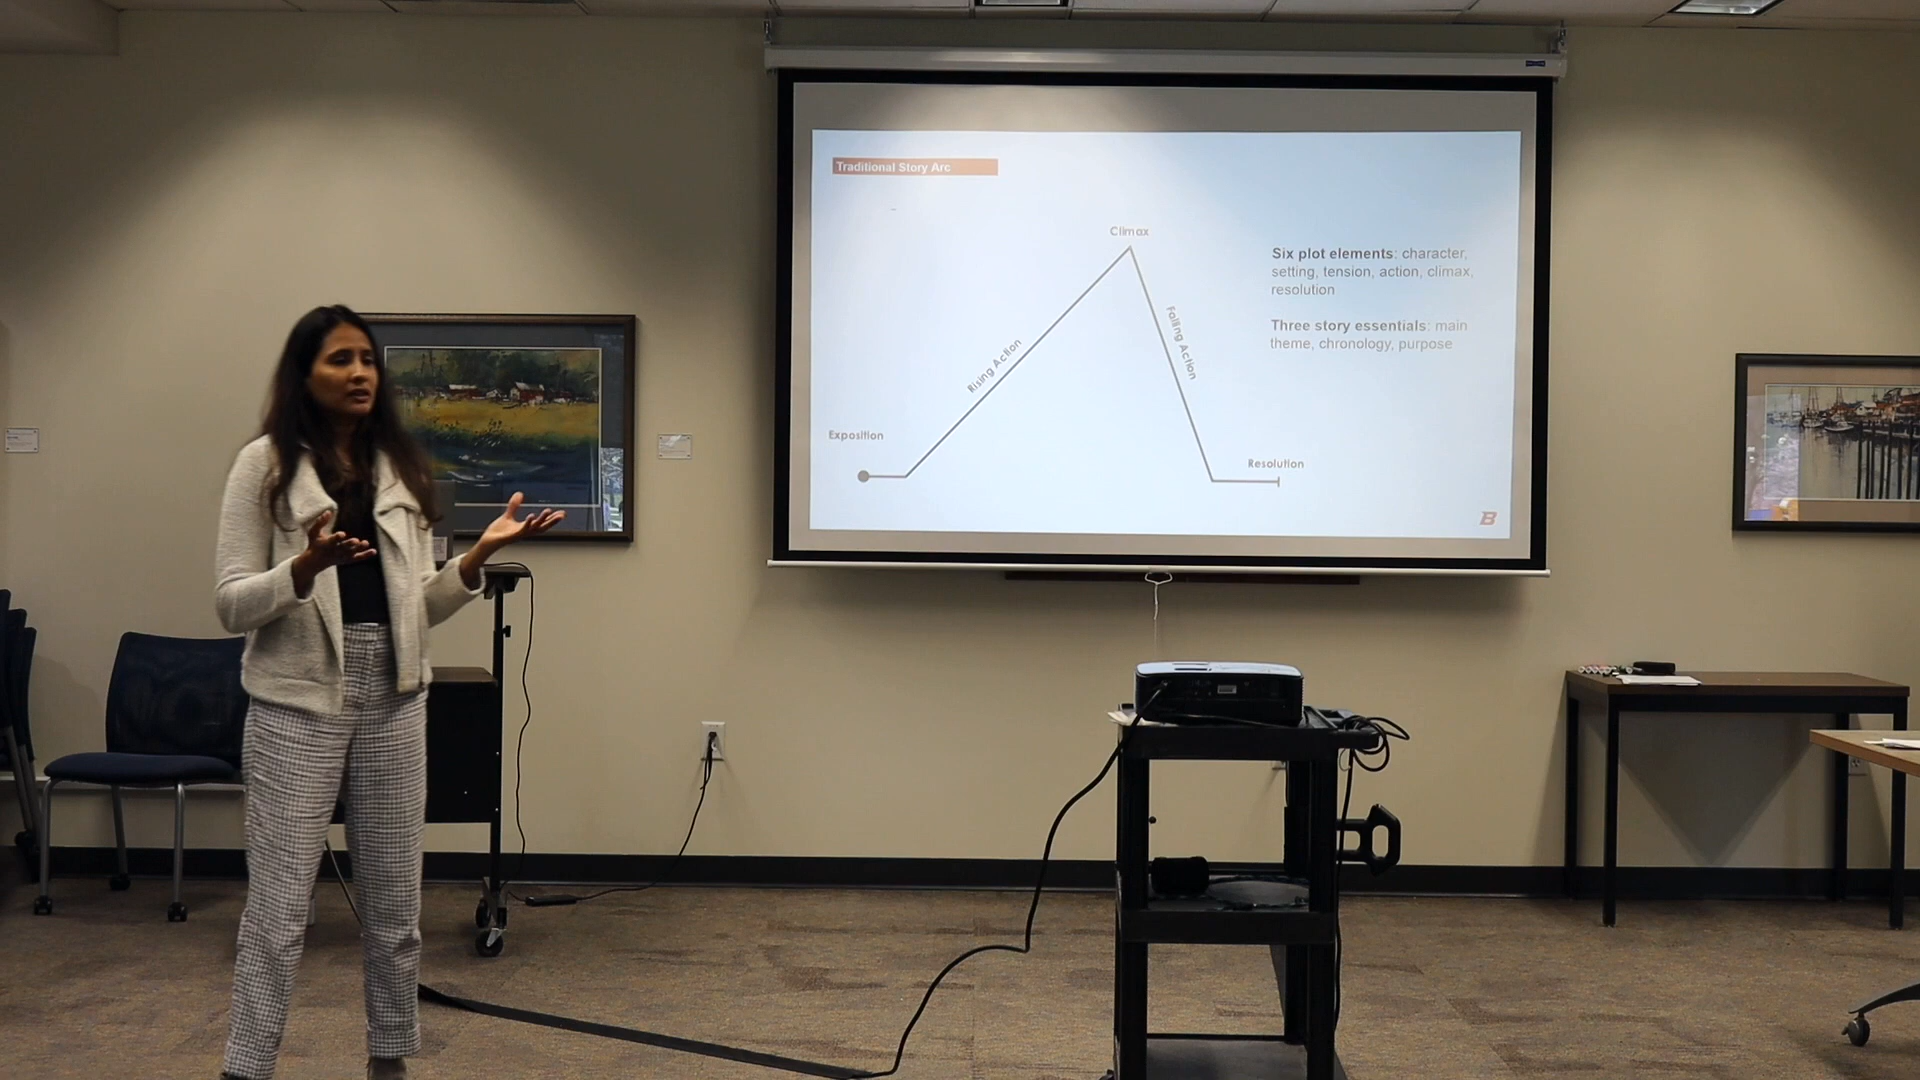 Traditional Story Arc
Climax
Six plot elements: character,
setting, tension, action, climax,
resolution
Three story essentials: main
theme, chronology, purpose
Rising Action
Falling Action
Exposition
Resolution
B